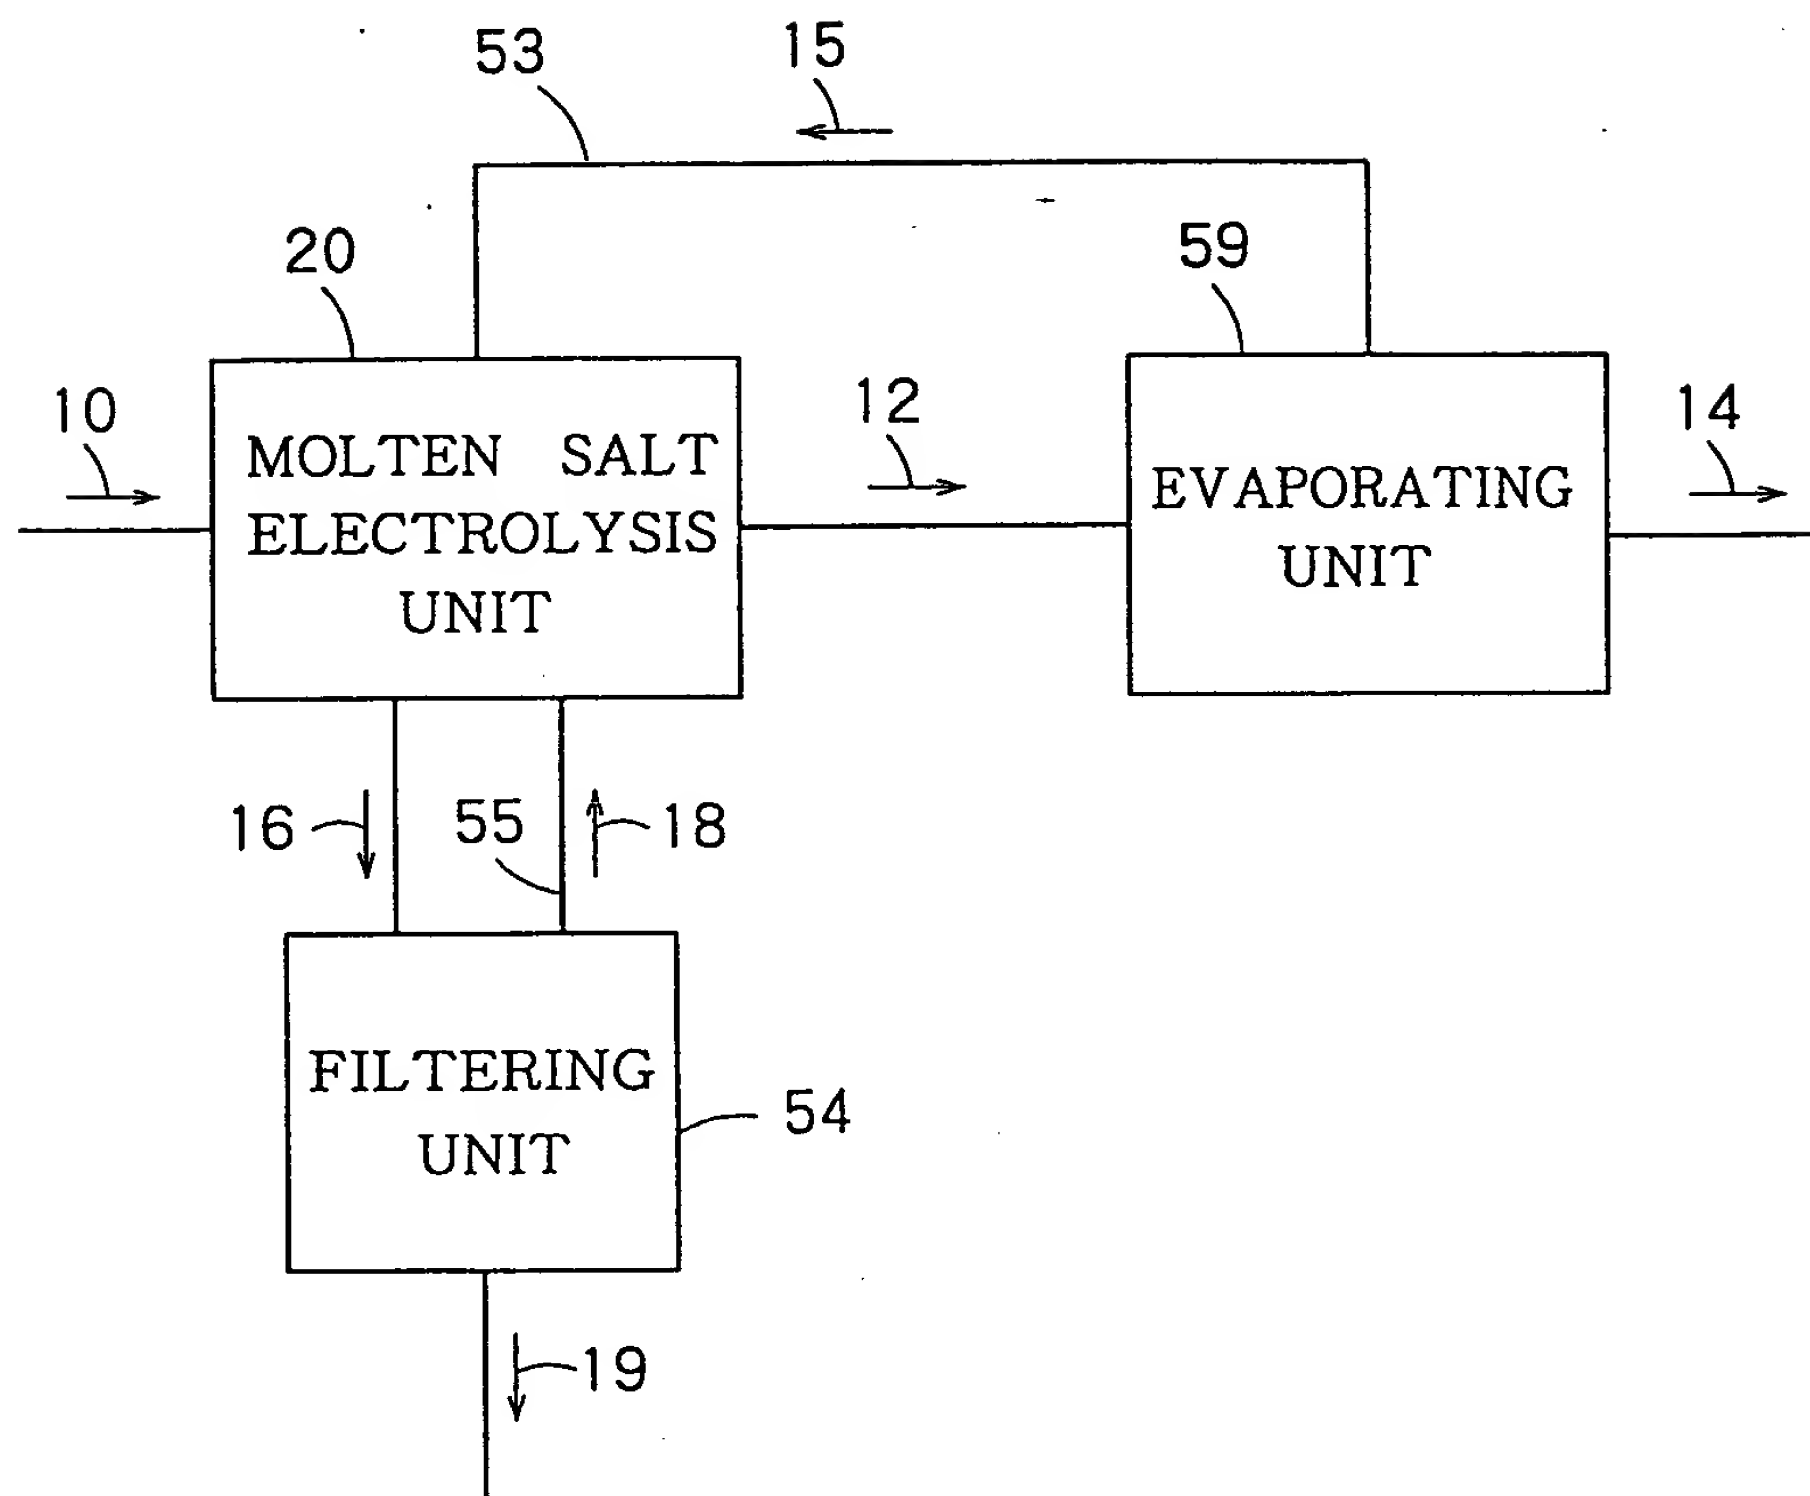 53
15
20
59
10
12
14
MOLTEN SALT
ELECTROLYSIS
UNIT
EVAPORATING
UNIT
16
55
18
FILTERING
UNIT
54
19